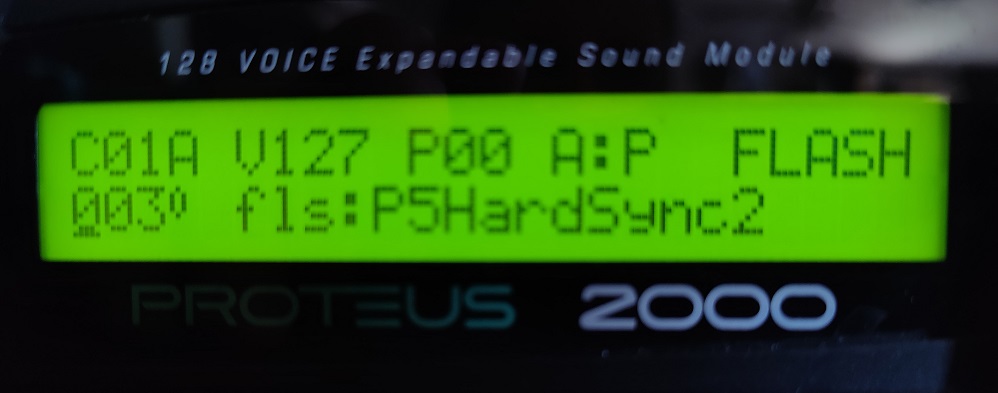 128 VOICE Expandable Sound Module
C01A V127 P00 A:P FLASH
003⁰ fls:P5HardSync2
PROTEUS 2000